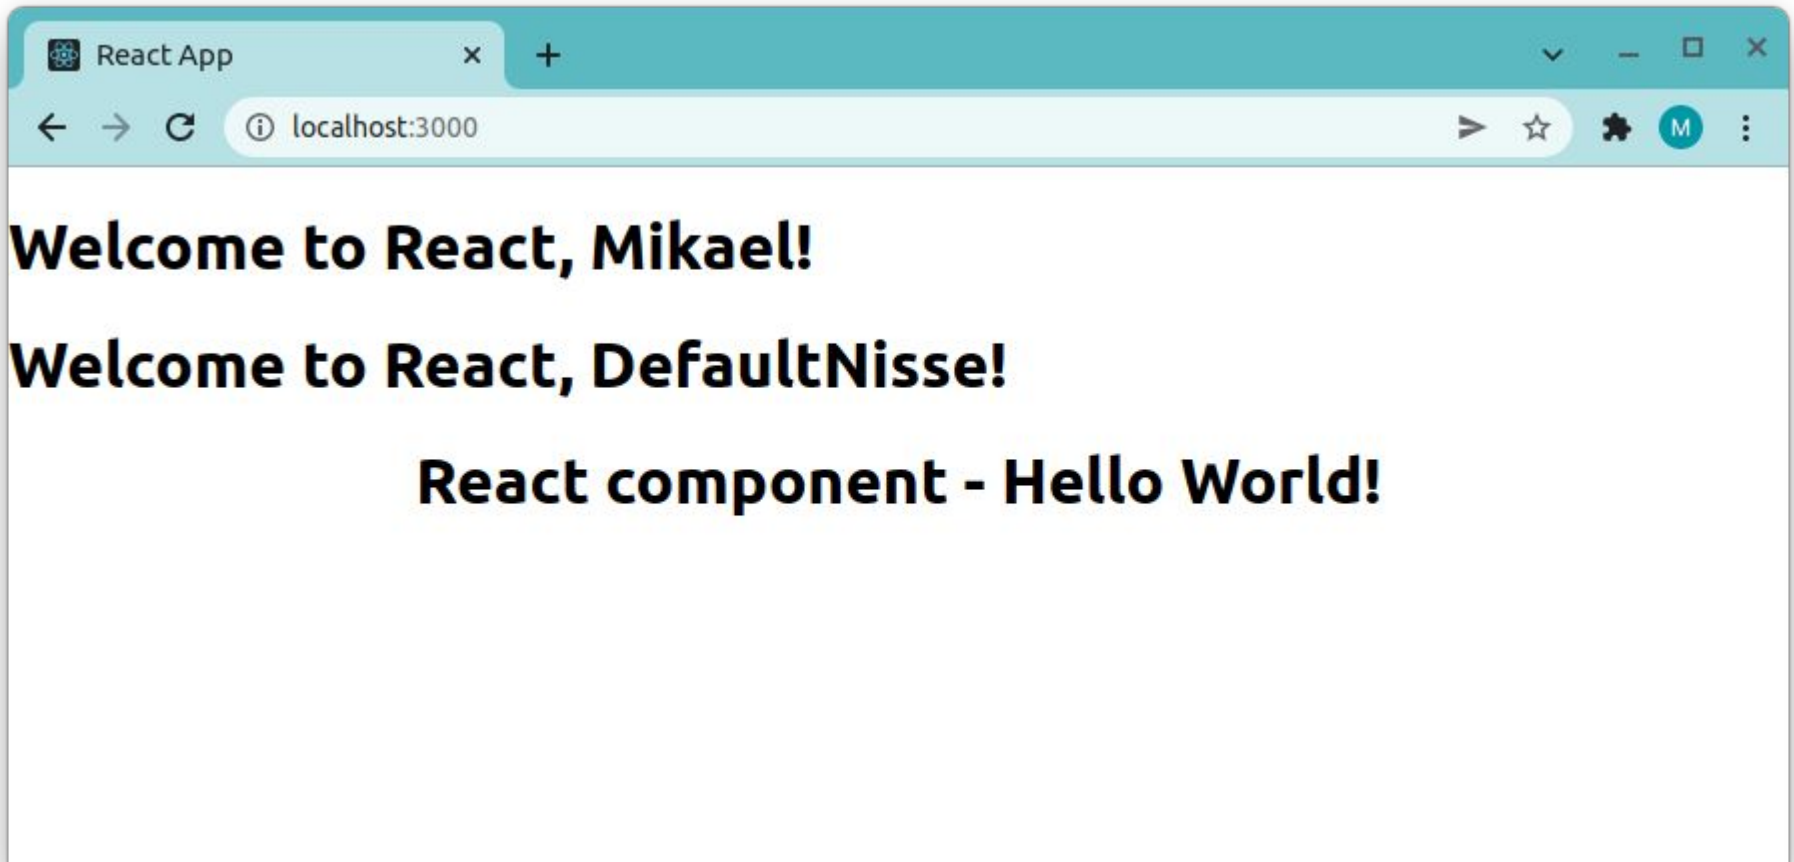 React App
localhost:3000
M
Welcome to React, Mikael!
Welcome to React, DefaultNisse!
React component - Hello World!